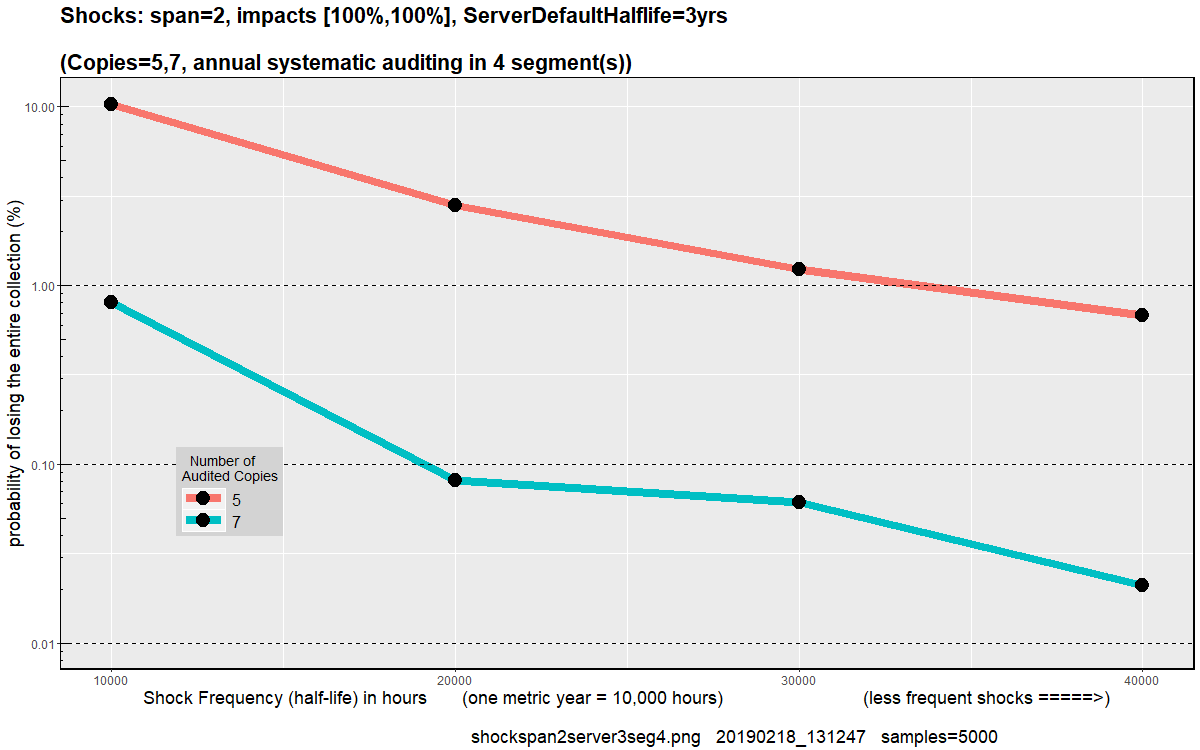 Shocks: span=2, impacts [100%,100%], ServerDefaultHalflife=3yrs
(Copies=5,7, annual systematic auditing in 4 segment(s))
probability of losing the entire collection (%)
10.00
1.00
0.10
0.01
Number of
Audited Copies
5
7
10000 20000 30000 40000
Shock Frequency (half-life) in hours (one metric year = 10,000 hours) (less frequent shocks =====>)
shockspan2server3seg4.png 20190218_131247 samples=5000